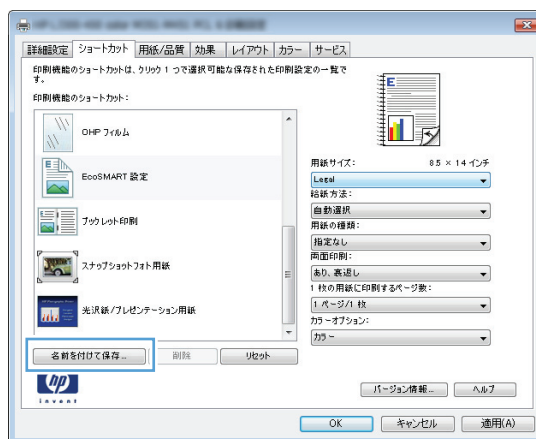 詳細設定 ショートカット 用紙/品質 効果 レイアウト カラー サービス
印刷機能のショートカットは、クリック 1 つで選択可能な保存された印刷設定の一覧で
す。
印刷機能のショートカット:
OHP フィルム
EcoSMART 設定
ブックレット印刷
スナップショットフォト用紙
光沢紙/プレゼンテーション用紙
名前を付けて保存... 削除 リセット
E
用紙サイズ: 8.5 × 14 インチ
Legal
給紙方法:
自動選択
用紙の種類:
指定なし
両面印刷:
あり、裏返し
1 枚の用紙に印刷するページ数:
1 ページ/1 枚
カラーオプション:
カラー
hp
invent
バージョン情報... ヘルプ
OK キャンセル 適用(A)